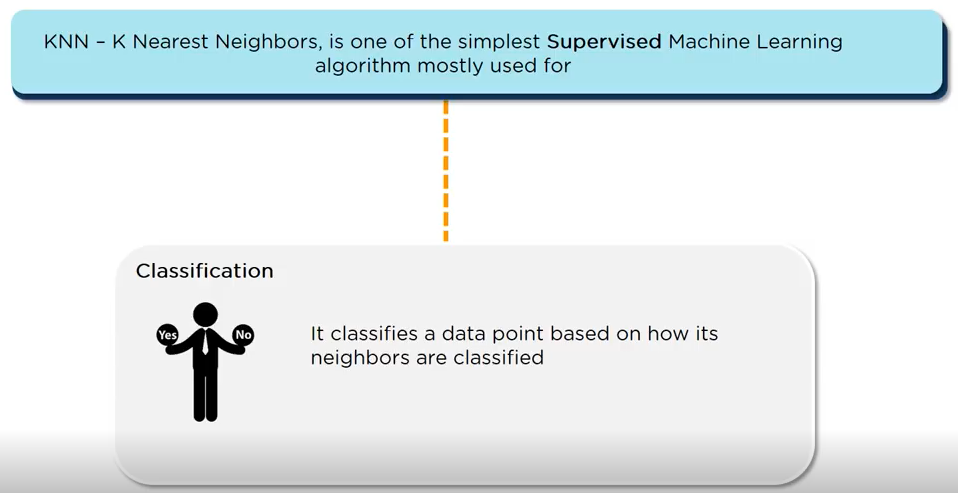 KNN – K Nearest Neighbors, is one of the simplest Supervised Machine Learning
algorithm mostly used for
Classification
Yes
No
It classifies a data point based on how its
neighbors are classified